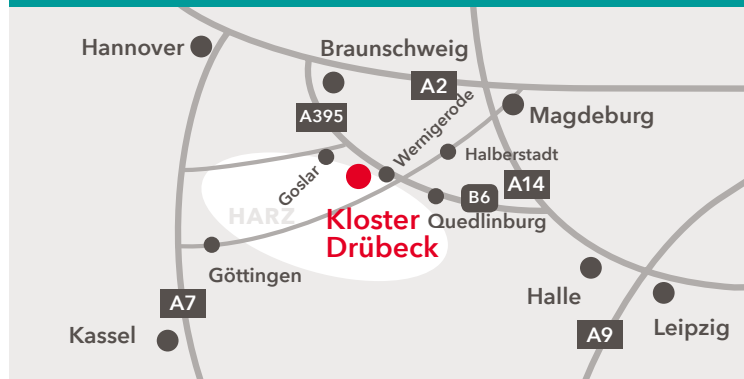 Hannover
Braunschweig
A2
A395
Wernigerode
Magdeburg
Halberstadt
Goslar
A14
B6
HARZ
Kloster
Drübeck
Quedlinburg
Göttingen
Halle
A7
Kassel
A9
Leipzig